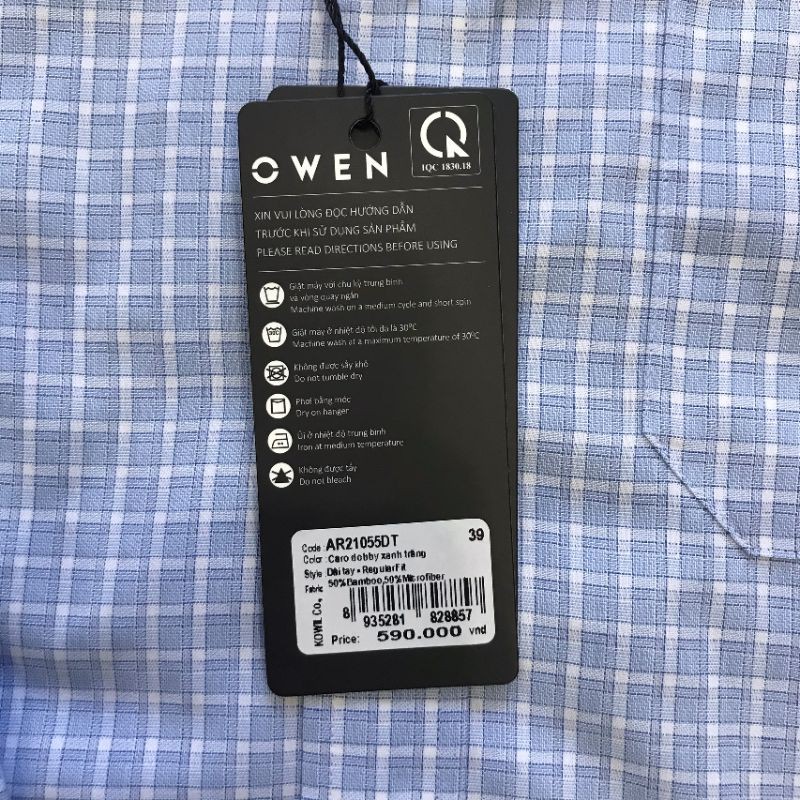 OWEN
IQC 1830.18
XIN VUI LÒNG ĐỌC HƯỚNG DẪN
TRƯỚC KHI SỬ DỤNG SẢN PHẨM
PLEASE READ DIRECTIONS BEFORE USING
Giặt máy với chu kỳ trung bình
và vòng quay ngắn
Machine wash on a medium cycle and short spin
30C
Giặt máy ở nhiệt độ tối đa là 30ºC
Machine wash at a maximum temperature of 30ºC
Không được sấy khô
Do not tumble dry
Phơi bằng móc
Dry on hanger
Ủi ở nhiệt độ trung bình
Iron at medium temperature
Không được tẩy
Do not bleach
Code: AR21055DT 39
Color: Caro dobby xanh trắng
Style Dài tay - Regular Fit
Fabric 50%Bamboo,50%Microfiber
KOWIL Co.,
8 935281 828857
Price: 590.000 vnd